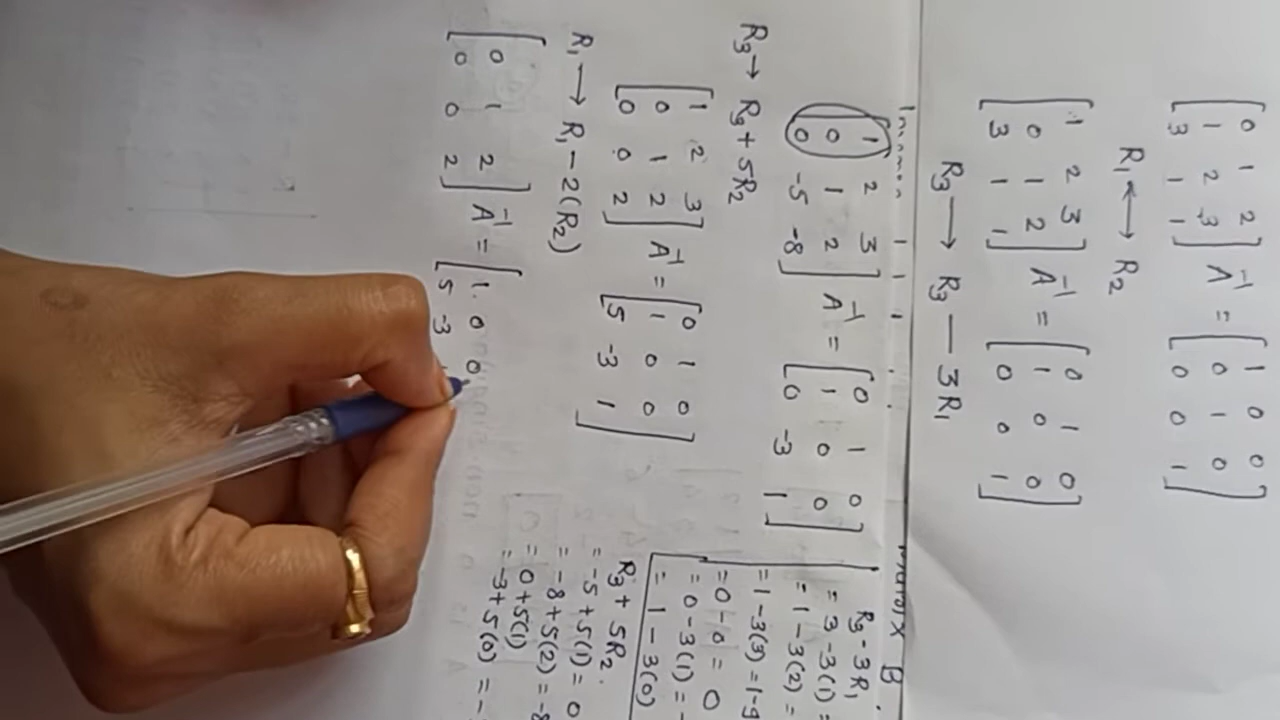 0 1 2
1 2 3
3 1 1
A⁻¹ =
1 0 0
0 1 0
0 0 1
R₁ ⟷ R₂
1 2 3
0 1 2
3 1 1
A⁻¹ =
0 1 0
1 0 0
0 0 1
R₃ ⟶ R₃ — 3R₁
1 2 3
0 1 2
0 -5 -8
A⁻¹ =
0 1 0
1 0 0
0 -3 1
R₃ → R₃ + 5R₂
1 2 3
0 1 2
0 0 2
A⁻¹ =
0 1 0
1 0 0
5 -3 1
R₁ ⟶ R₁ - 2(R₂)
0 1 2
0 0 2
A⁻¹ =
1 0 0
5 -3
B
R₃ - 3R₁
= 3 - 3(1) =
= 1 - 3(2) =
= 1 - 3(3) = 1-9
= 0 - 0 = 0
= 0 - 3(1) = -
= 1 - 3(0)
R₃ + 5R₂.
= -5 + 5(1) = 0
= -8 + 5(2) = -8
= 0 + 5(1)
= -3 + 5(0) = -